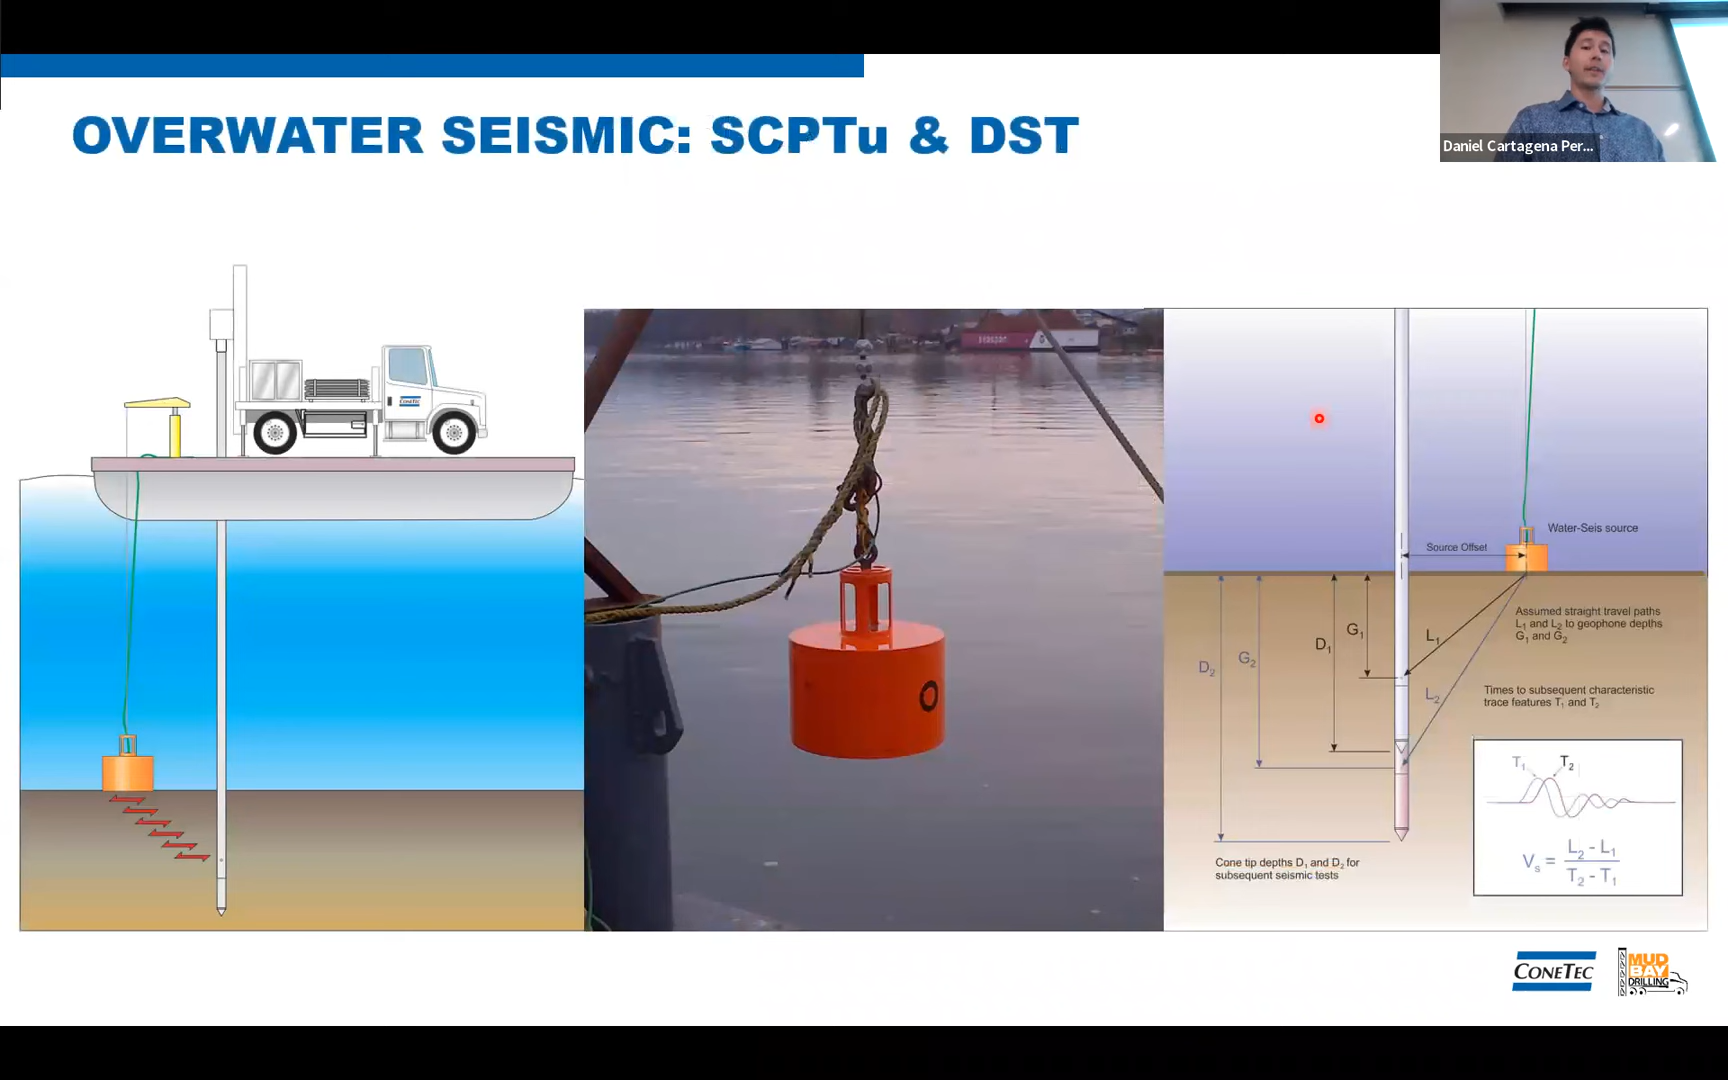 OVERWATER SEISMIC: SCPTu & DST
Daniel Cartagena Per...
CONETEC
Water-Seis source
Source Offset
Assumed straight travel paths
L1 and L2 to geophone depths
G1 and G2
G1
D1
G2
D2
L1
L2
Times to subsequent characteristic
trace features T1 and T2
T1
T2
Vs = L2 - L1
T2 - T1
Cone tip depths D1 and D2 for
subsequent seismic tests
O
CONETEC
MUD
BAY
DRILLING